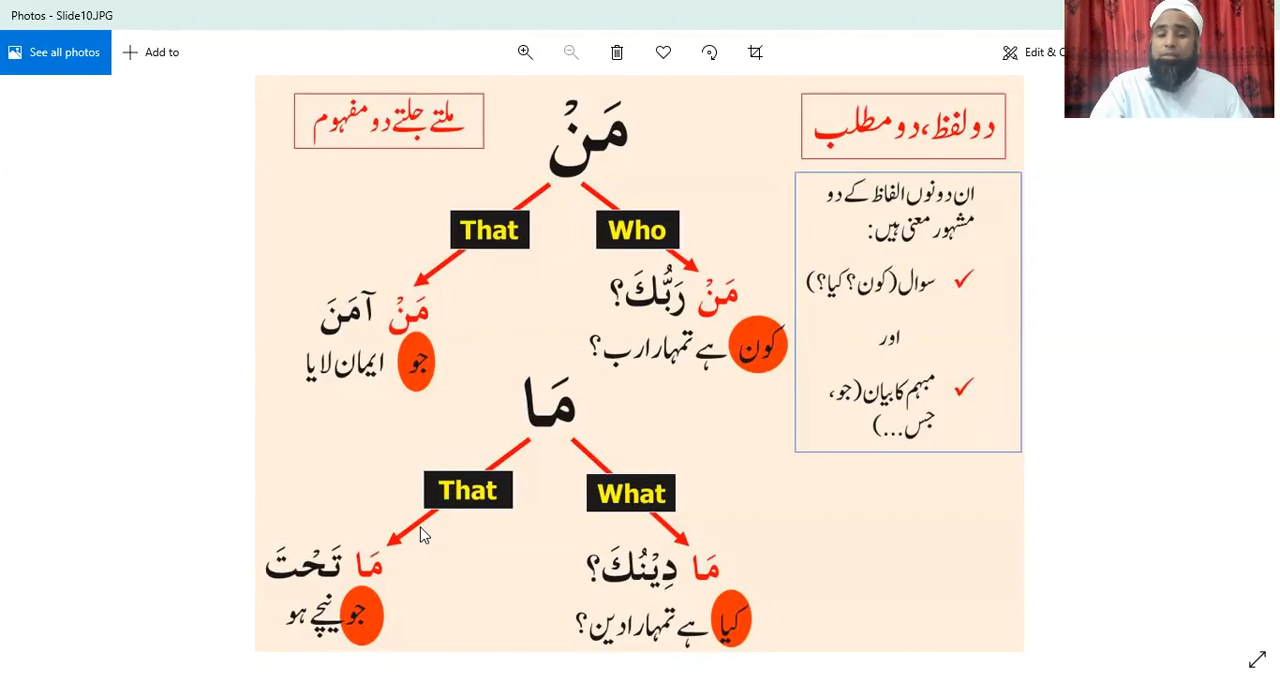 Photos - Slide10.JPG
See all photos
Add to
Edit & C
دو لفظ، دو مطلب
ان دونوں الفاظ کے دو
مشہور معنی ہیں:
✓ سوال (کون؟ کیا؟)
اور
✓ مبہم کا بیان (جو،
جس...)
ملتے جلتے دو مفہوم
مَنْ
Who
That
مَنْ رَبُّكَ؟
کون ہے تمہارا رب؟
مَنْ آمَنَ
جو ایمان لایا
مَا
What
That
مَا دِيْنُكَ؟
کیا ہے تمہارا دین؟
مَا تَحْتَ
جو نیچے ہو